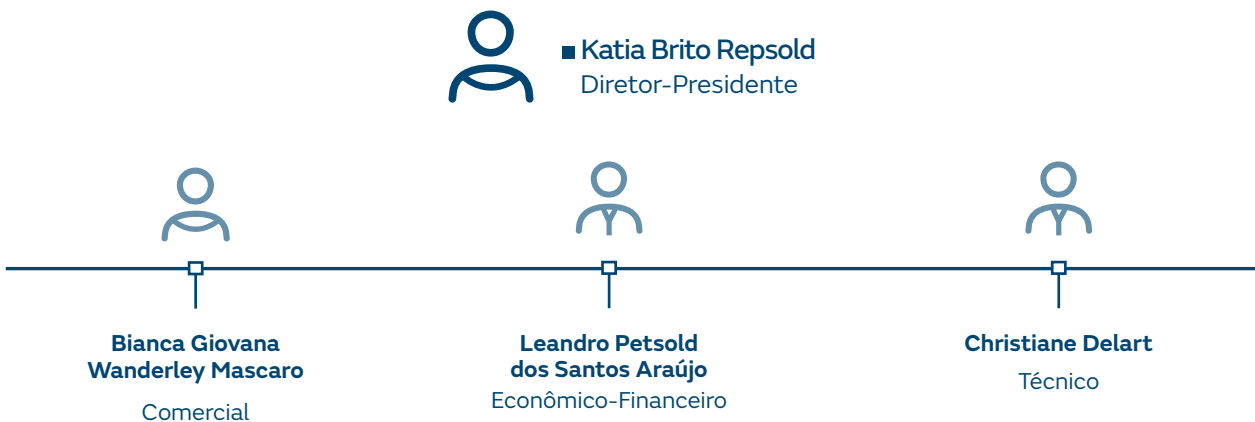 Katia Brito Repsold
Diretor-Presidente
Bianca Giovana
Wanderley Mascaro
Comercial
Leandro Petsold
dos Santos Araújo
Econômico-Financeiro
Christiane Delart
Técnico